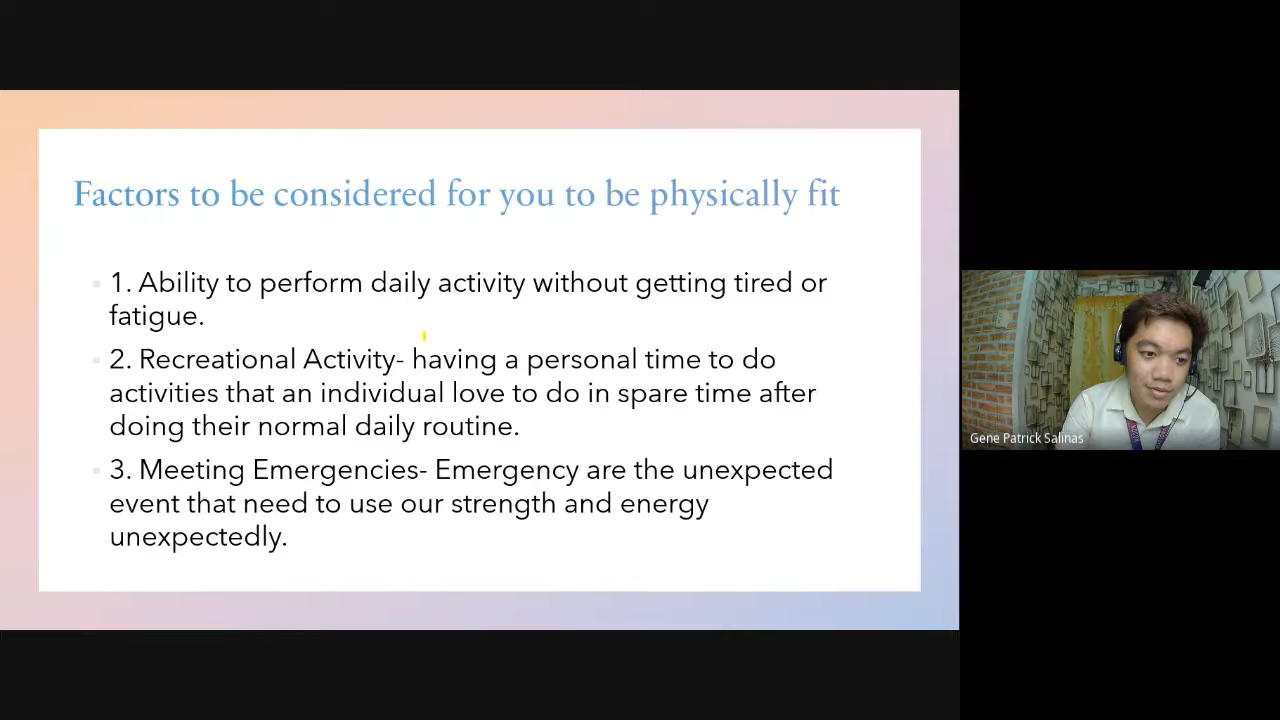 Factors to be considered for you to be physically fit
1. Ability to perform daily activity without getting tired or
fatigue.
2. Recreational Activity- having a personal time to do
activities that an individual love to do in spare time after
doing their normal daily routine.
3. Meeting Emergencies- Emergency are the unexpected
event that need to use our strength and energy
unexpectedly.
Gene Patrick Salinas